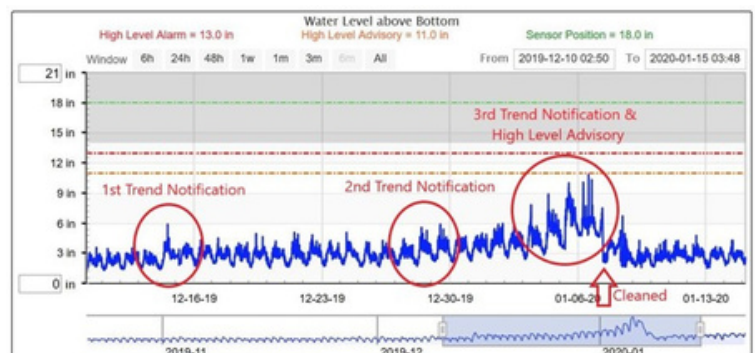 Water Level above Bottom
High Level Alarm = 13.0 in High Level Advisory = 11.0 in Sensor Position = 18.0 in
Window 6h 24h 48h 1w 1m 3m 6m All From 2019-12-10 02:50 To 2020-01-15 03:48
21 in
18 in
3rd Trend Notification &
High Level Advisory
15 in
12 in
1st Trend Notification 2nd Trend Notification
9 in
6 in
3 in
0 in
12-16-19 12-23-19 12-30-19 01-06-20 01-13-20
Cleaned
2019-11 2019-12 2020-01